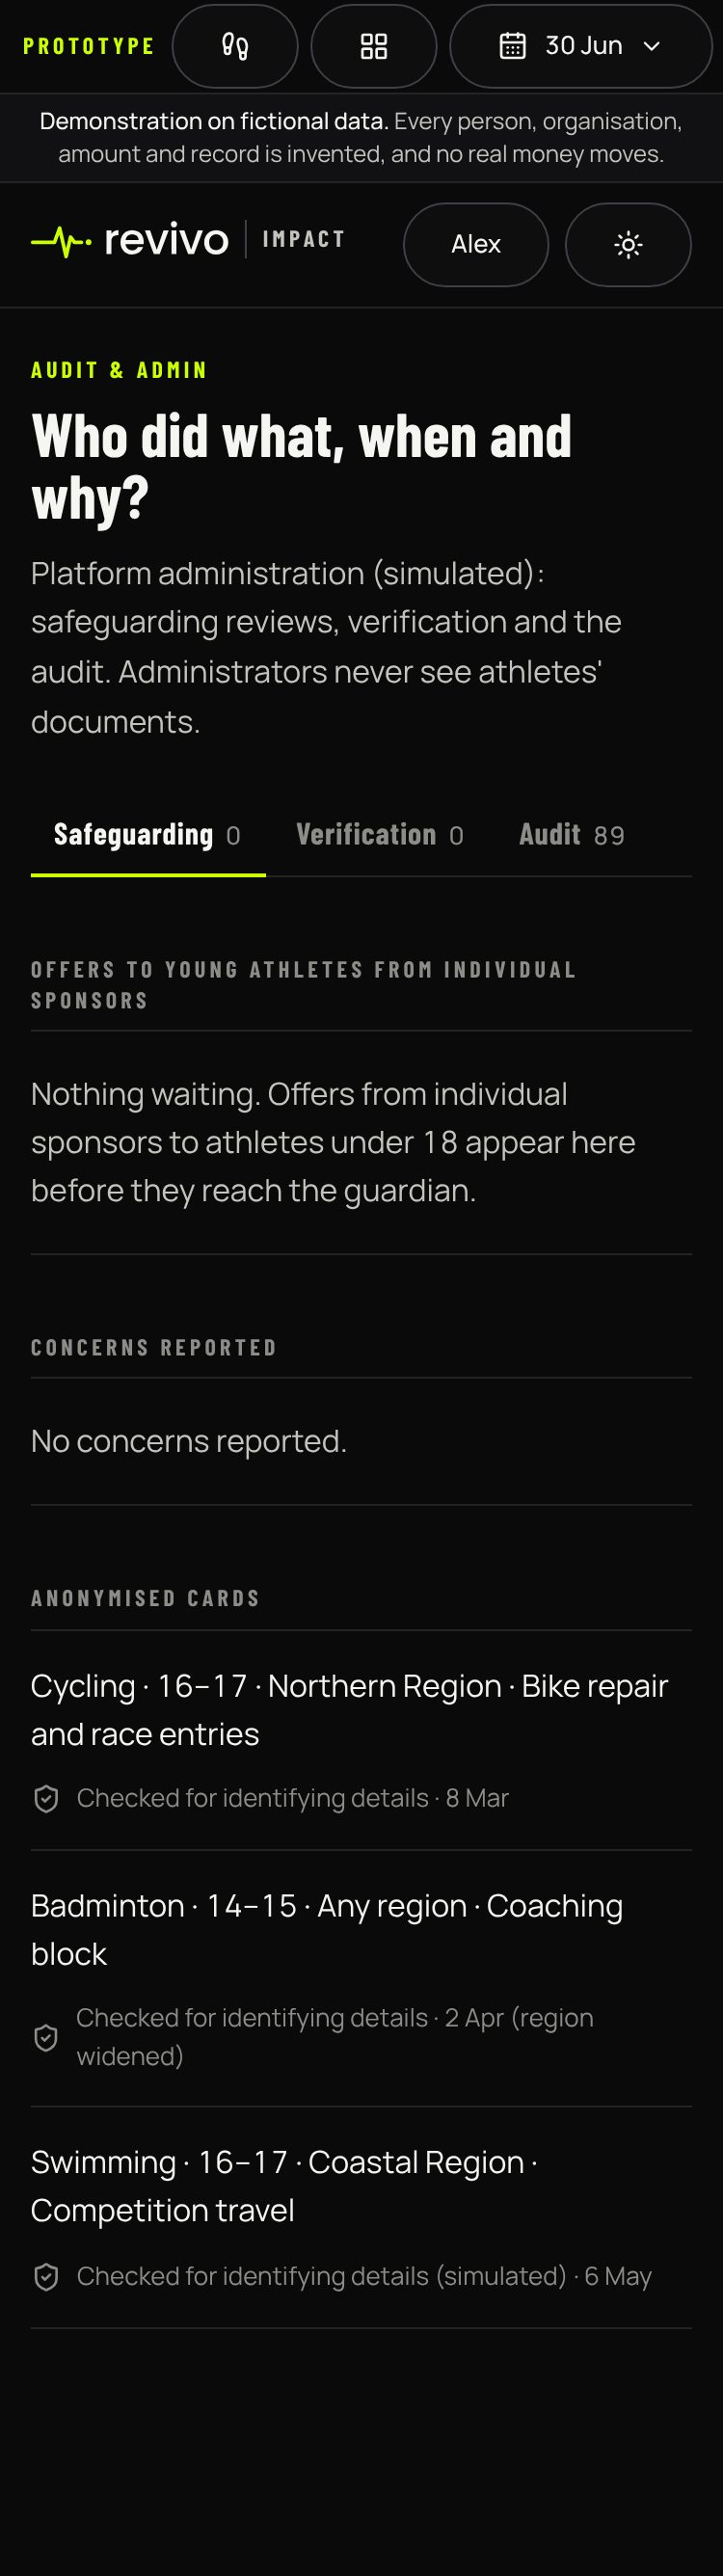 PROTOTYPE
30 Jun
Demonstration on fictional data. Every person, organisation,
amount and record is invented, and no real money moves.
revivo | IMPACT
Alex
AUDIT & ADMIN
Who did what, when and
why?
Platform administration (simulated):
safeguarding reviews, verification and the
audit. Administrators never see athletes'
documents.
Safeguarding 0
Verification 0
Audit 89
OFFERS TO YOUNG ATHLETES FROM INDIVIDUAL
SPONSORS
Nothing waiting. Offers from individual
sponsors to athletes under 18 appear here
before they reach the guardian.
CONCERNS REPORTED
No concerns reported.
ANONYMISED CARDS
Cycling · 16–17 · Northern Region · Bike repair
and race entries
Checked for identifying details · 8 Mar
Badminton · 14–15 · Any region · Coaching
block
Checked for identifying details · 2 Apr (region
widened)
Swimming · 16–17 · Coastal Region ·
Competition travel
Checked for identifying details (simulated) · 6 May